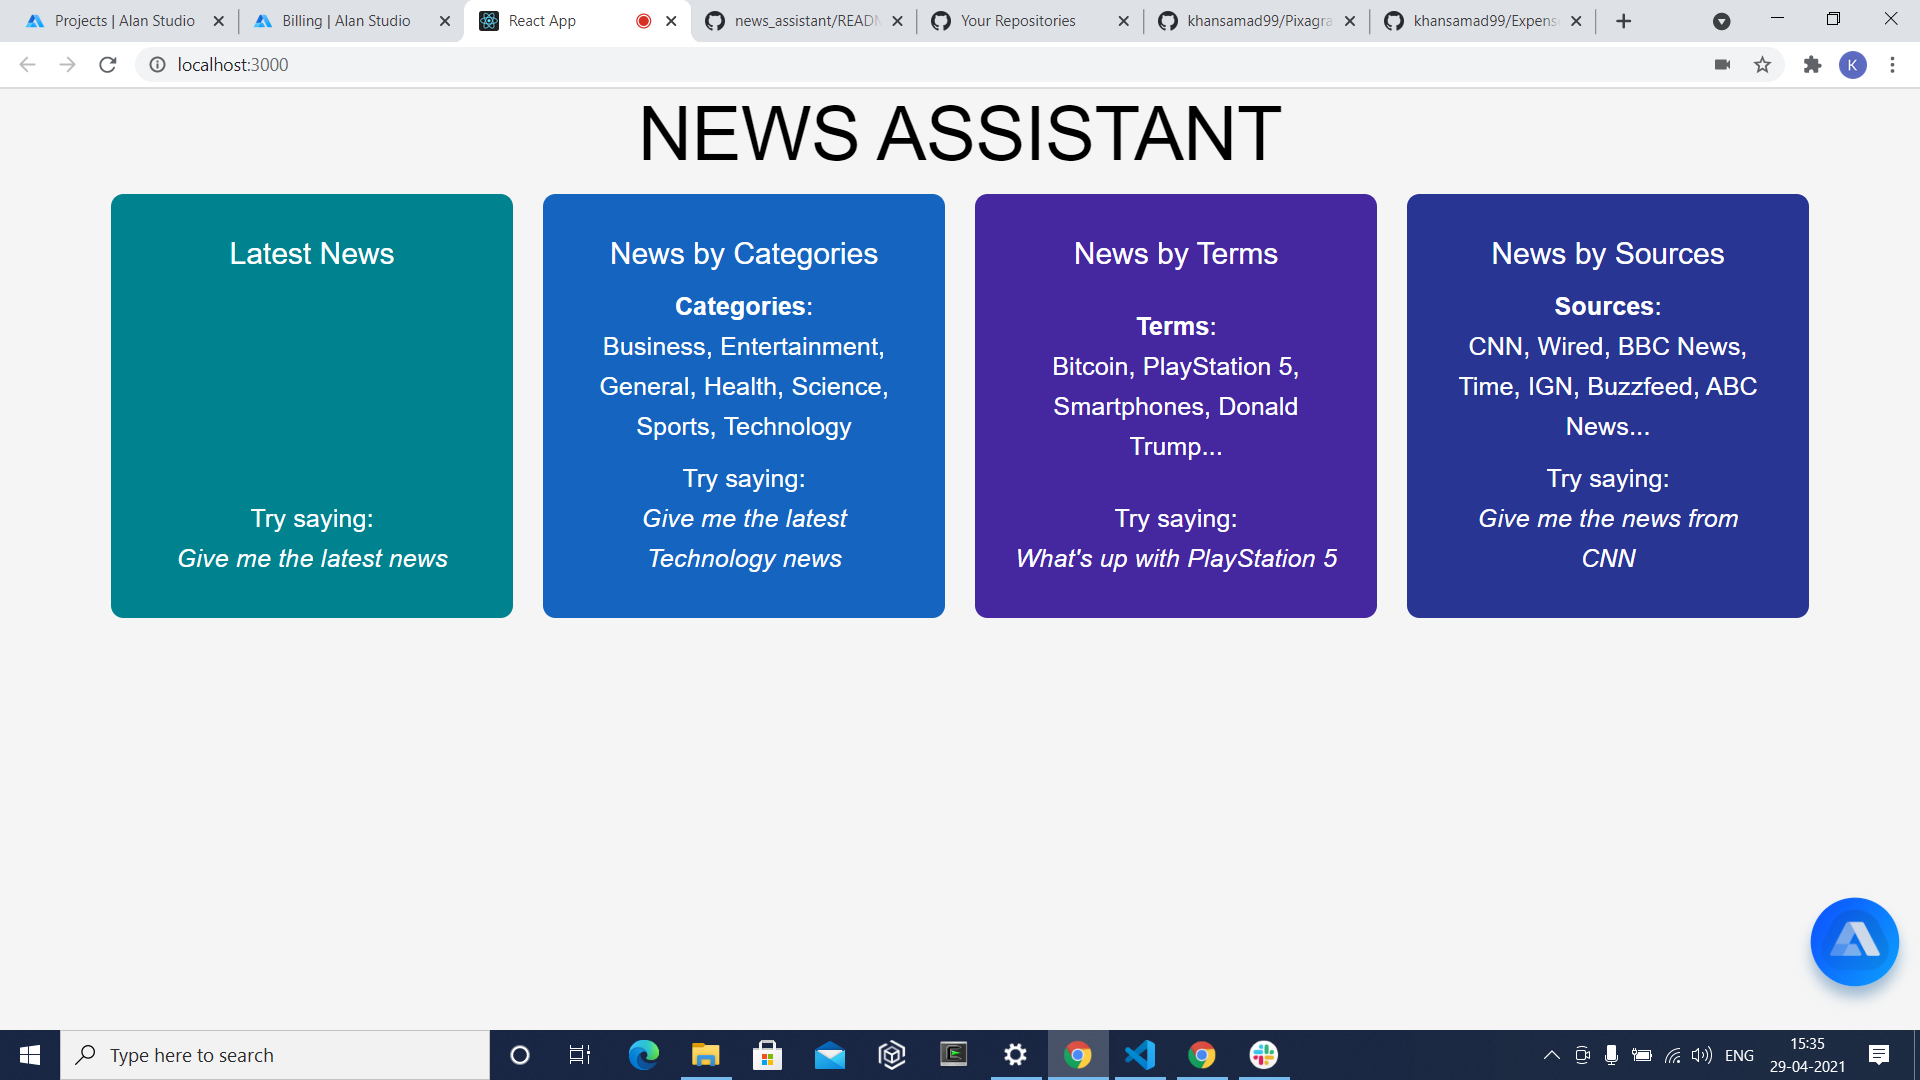 Projects | Alan Studio
Billing | Alan Studio
React App
news_assistant/READ
Your Repositories
khansamad99/Pixagra
khansamad99/Expens
localhost:3000
K
NEWS ASSISTANT
Latest News
Try saying:
Give me the latest news
News by Categories
Categories:
Business, Entertainment,
General, Health, Science,
Sports, Technology
Try saying:
Give me the latest
Technology news
News by Terms
Terms:
Bitcoin, PlayStation 5,
Smartphones, Donald
Trump...
Try saying:
What's up with PlayStation 5
News by Sources
Sources:
CNN, Wired, BBC News,
Time, IGN, Buzzfeed, ABC
News...
Try saying:
Give me the news from
CNN
Type here to search
ENG
15:35
29-04-2021